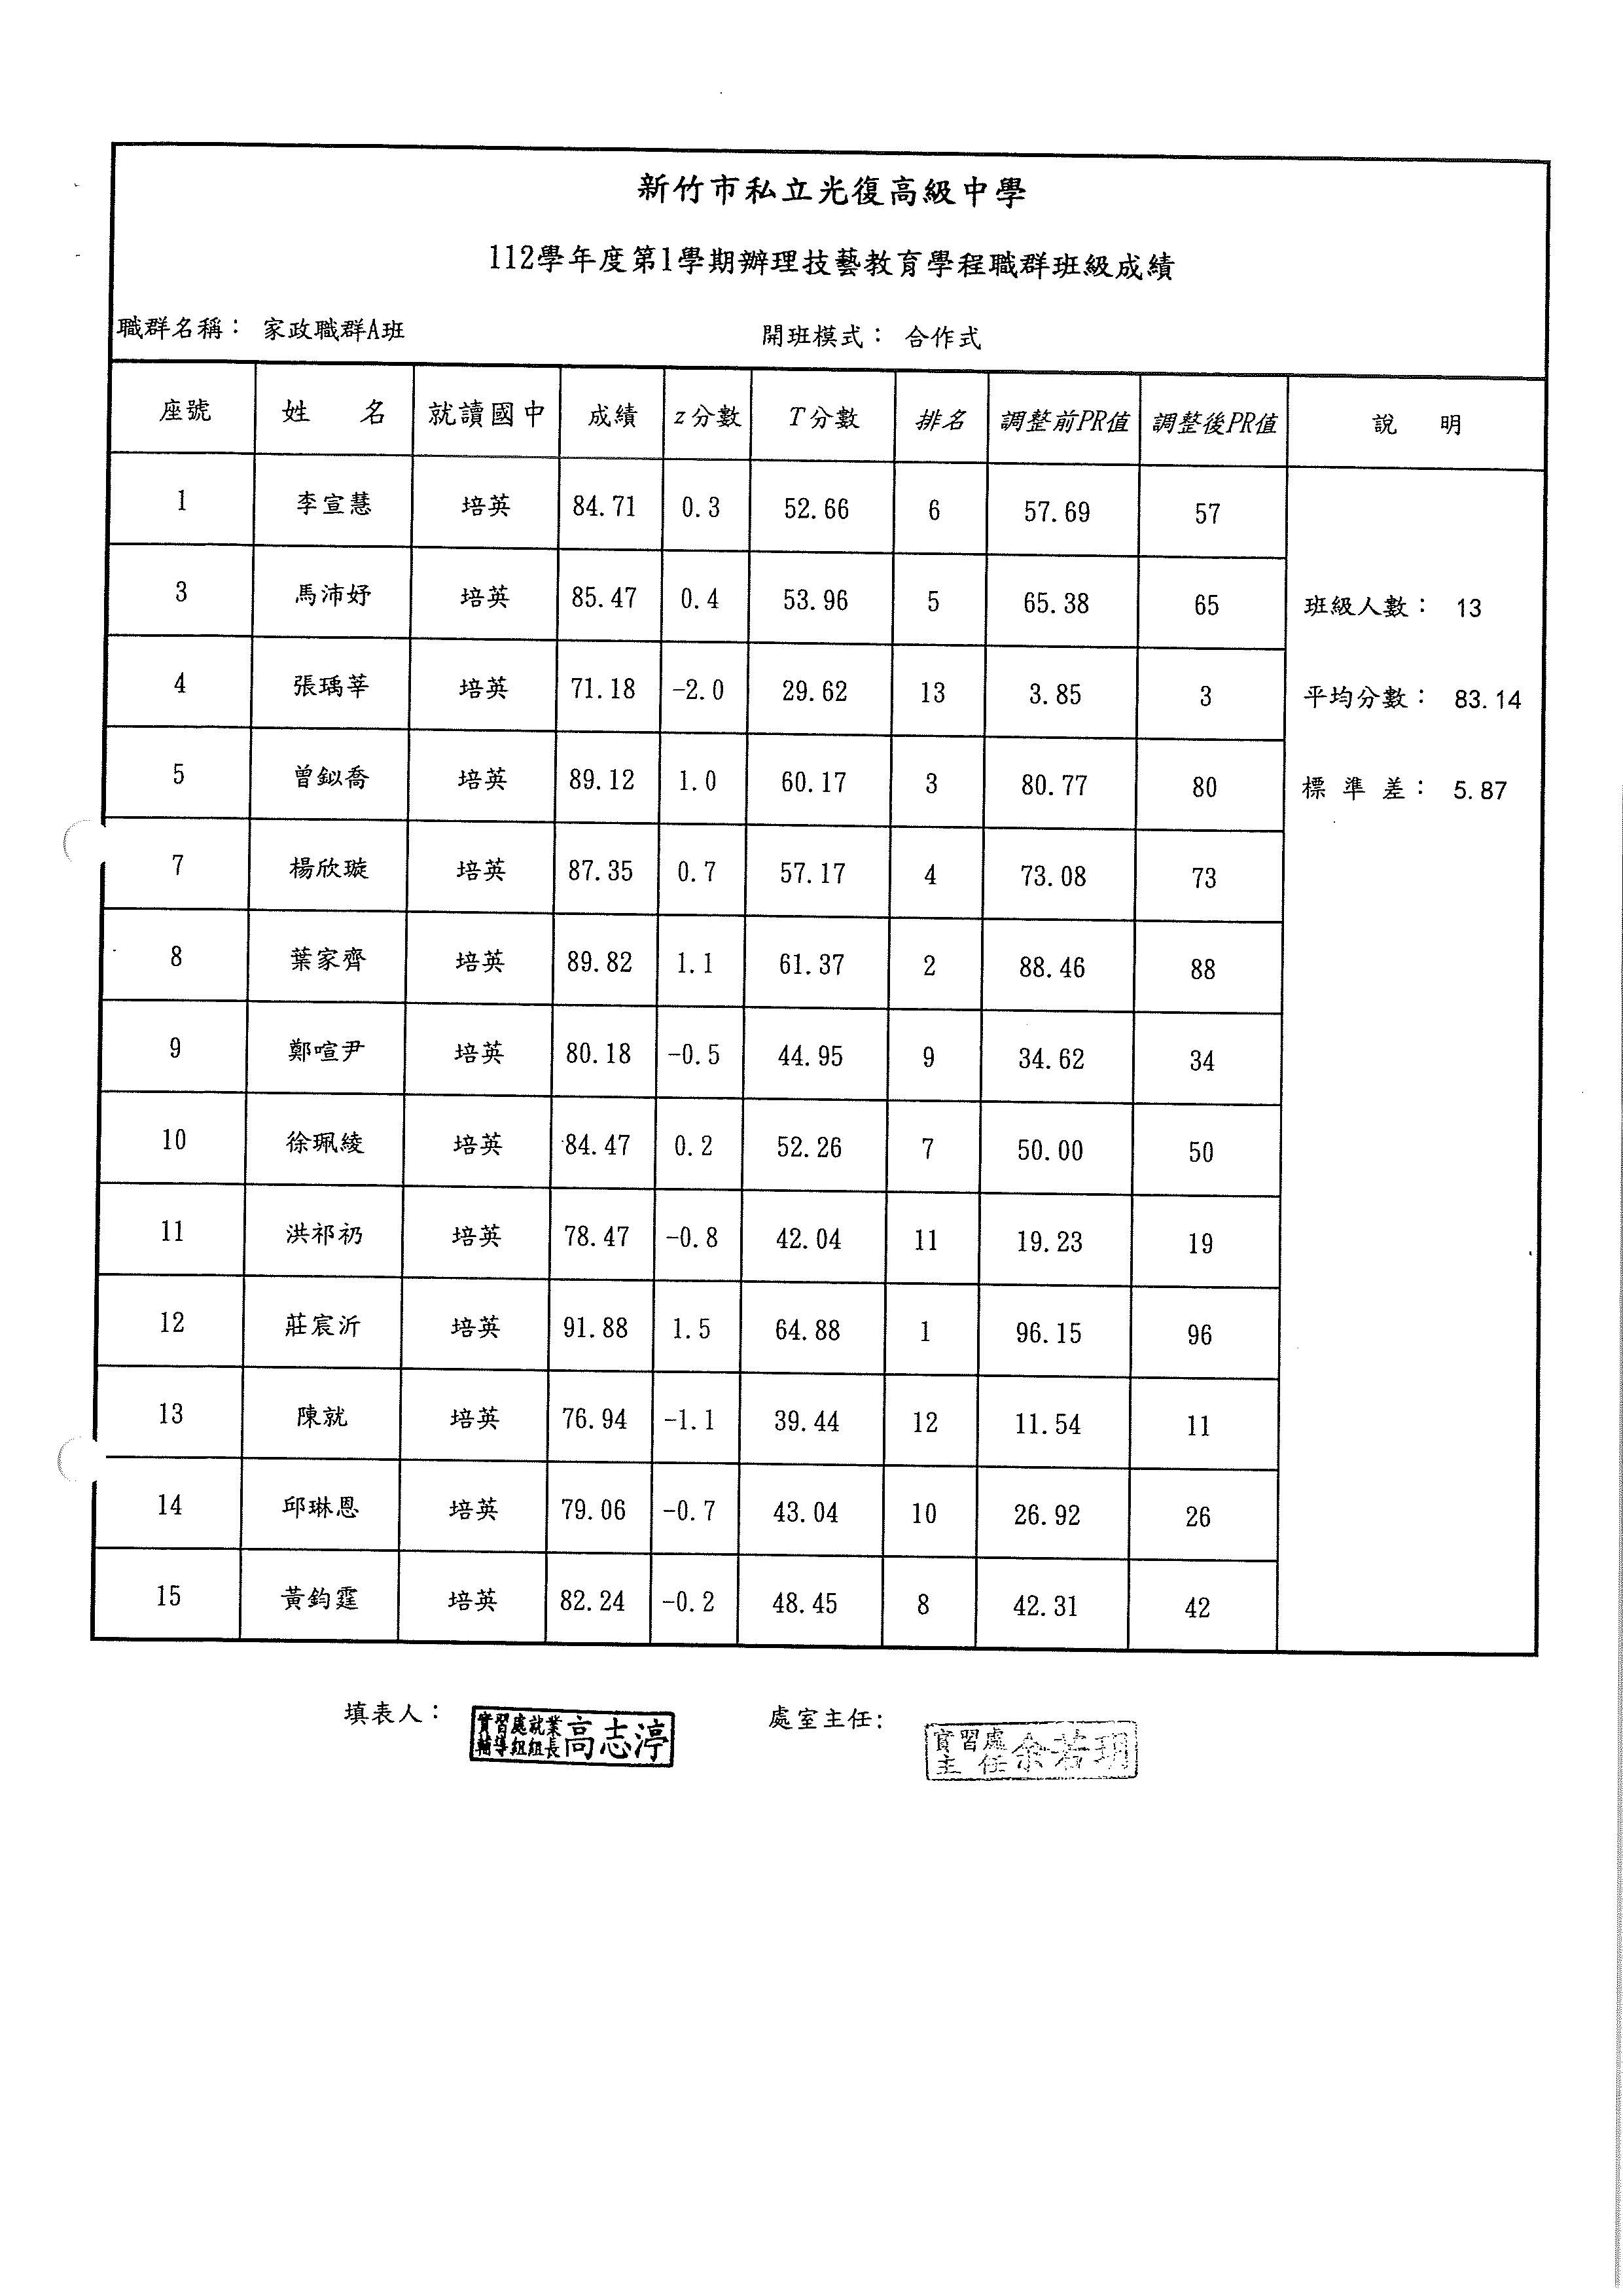 新竹市私立光復高級中學
112學年度第1學期辦理技藝教育學程職群班級成績
職群名稱： 家政職群A班 開班模式： 合作式
座號 姓 名 就讀國中 成績 z分數 T分數 排名 調整前PR值 調整後PR值 說 明
1 李宣慧 培英 84.71 0.3 52.66 6 57.69 57
3 馬沛妤 培英 85.47 0.4 53.96 5 65.38 65 班級人數： 13
4 張瑀莘 培英 71.18 -2.0 29.62 13 3.85 3 平均分數： 83.14
5 曾鈊喬 培英 89.12 1.0 60.17 3 80.77 80 標 準 差： 5.87
7 楊欣璇 培英 87.35 0.7 57.17 4 73.08 73
8 葉家齊 培英 89.82 1.1 61.37 2 88.46 88
9 鄭喧尹 培英 80.18 -0.5 44.95 9 34.62 34
10 徐珮綾 培英 84.47 0.2 52.26 7 50.00 50
11 洪祁礽 培英 78.47 -0.8 42.04 11 19.23 19
12 莊宸沂 培英 91.88 1.5 64.88 1 96.15 96
13 陳就 培英 76.94 -1.1 39.44 12 11.54 11
14 邱琳恩 培英 79.06 -0.7 43.04 10 26.92 26
15 黃鈞霆 培英 82.24 -0.2 48.45 8 42.31 42
填表人： 實習處就業輔導組組長 高志渟 處室主任： 實習處主任 余若玥